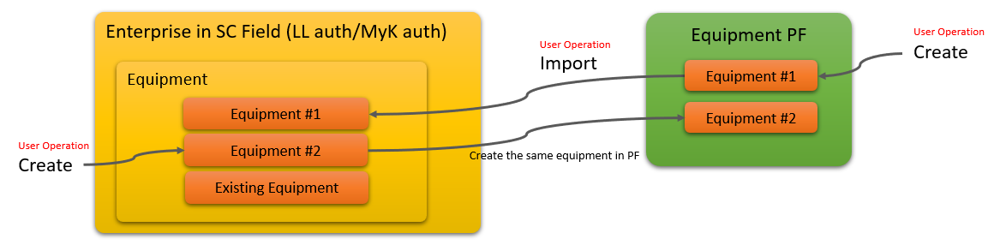 Enterprise in SC Field (LL auth/MyK auth)
Equipment
Equipment #1
Equipment #2
Existing Equipment
User Operation
Create
User Operation
Import
Create the same equipment in PF
Equipment PF
Equipment #1
Equipment #2
User Operation
Create